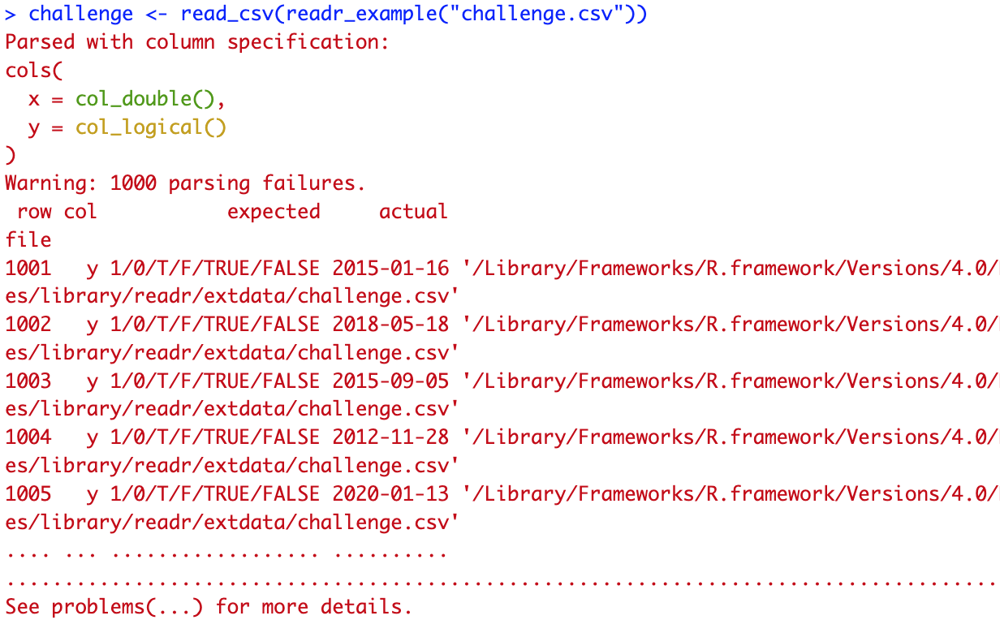 > challenge <- read_csv(readr_example("challenge.csv"))
Parsed with column specification:
cols(
  x = col_double(),
  y = col_logical()
)
Warning: 1000 parsing failures.
 row col           expected     actual
file
1001   y 1/0/T/F/TRUE/FALSE 2015-01-16 '/Library/Frameworks/R.framework/Versions/4.0/
es/library/readr/extdata/challenge.csv'
1002   y 1/0/T/F/TRUE/FALSE 2018-05-18 '/Library/Frameworks/R.framework/Versions/4.0/
es/library/readr/extdata/challenge.csv'
1003   y 1/0/T/F/TRUE/FALSE 2015-09-05 '/Library/Frameworks/R.framework/Versions/4.0/
es/library/readr/extdata/challenge.csv'
1004   y 1/0/T/F/TRUE/FALSE 2012-11-28 '/Library/Frameworks/R.framework/Versions/4.0/
es/library/readr/extdata/challenge.csv'
1005   y 1/0/T/F/TRUE/FALSE 2020-01-13 '/Library/Frameworks/R.framework/Versions/4.0/
es/library/readr/extdata/challenge.csv'
.... ... .................. ..........
.....................................................................................
See problems(...) for more details.